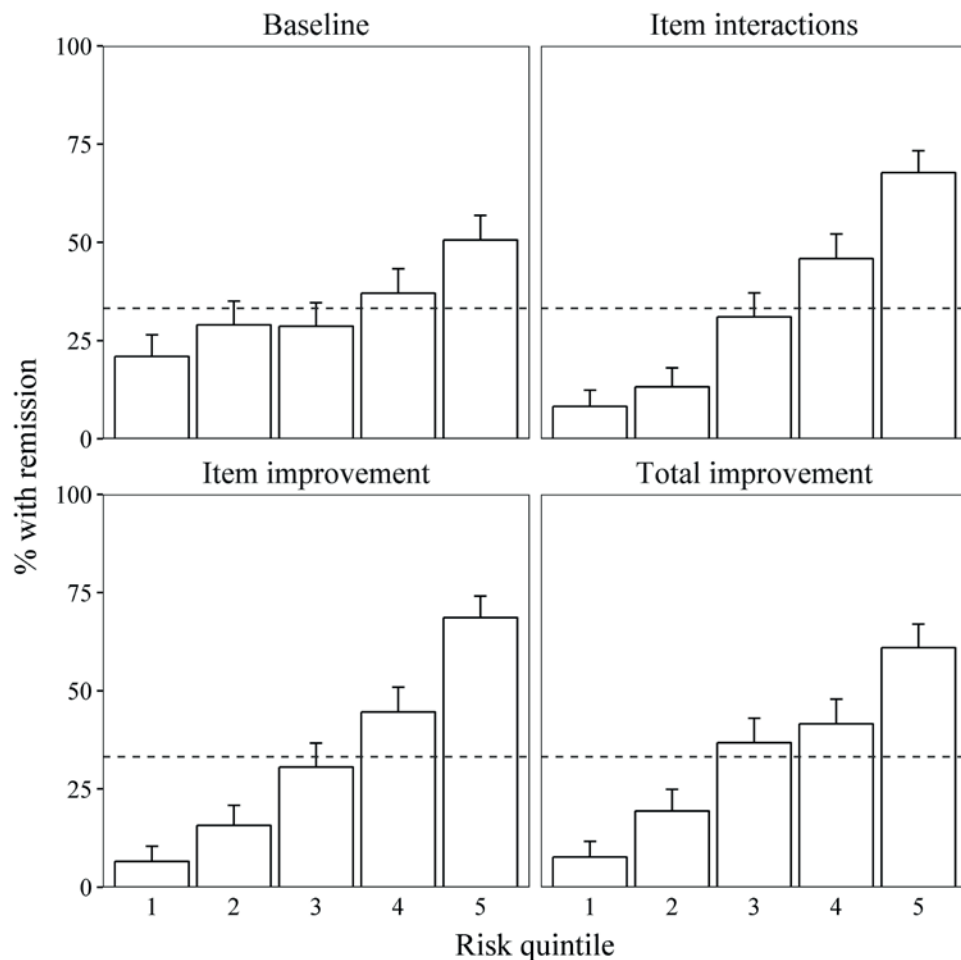 Baseline
Item interactions
100
75
50
25
0
Item improvement
Total improvement
100
75
50
25
0
% with remission
1 2 3 4 5
1 2 3 4 5
Risk quintile